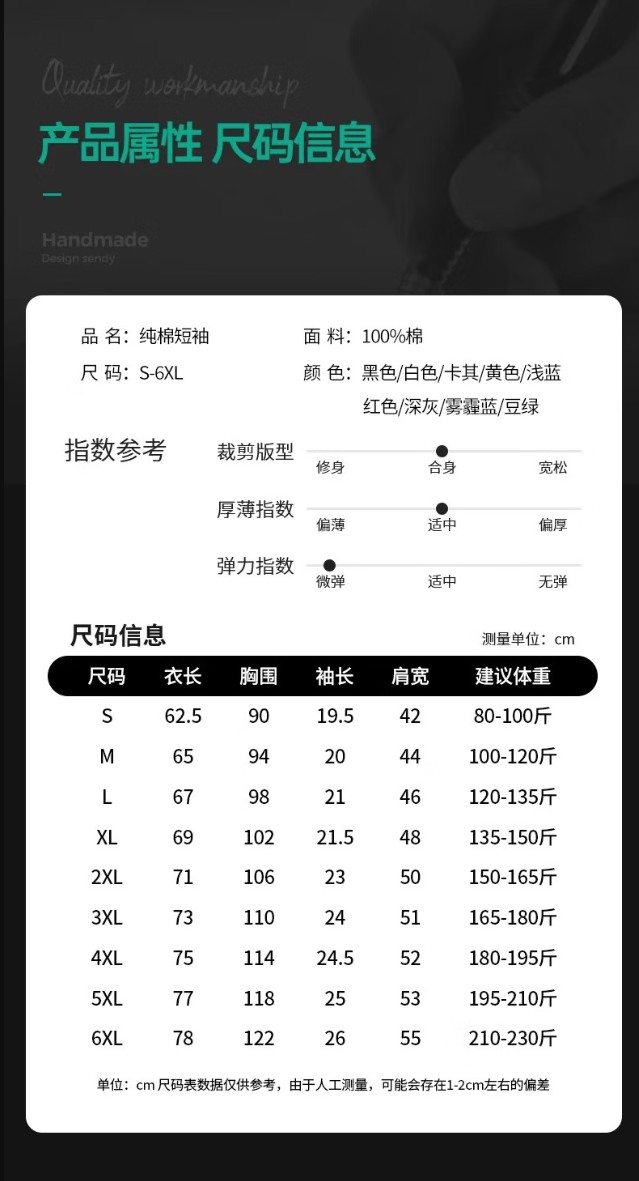 Quality workmanship
产品属性 尺码信息
Handmade
Design sendy
品 名：纯棉短袖 面 料：100%棉
尺 码：S-6XL 颜 色：黑色/白色/卡其/黄色/浅蓝
红色/深灰/雾霾蓝/豆绿
指数参考 裁剪版型
修身 合身 宽松
厚薄指数
偏薄 适中 偏厚
弹力指数
微弹 适中 无弹
尺码信息 测量单位：cm
尺码 衣长 胸围 袖长 肩宽 建议体重
S 62.5 90 19.5 42 80-100斤
M 65 94 20 44 100-120斤
L 67 98 21 46 120-135斤
XL 69 102 21.5 48 135-150斤
2XL 71 106 23 50 150-165斤
3XL 73 110 24 51 165-180斤
4XL 75 114 24.5 52 180-195斤
5XL 77 118 25 53 195-210斤
6XL 78 122 26 55 210-230斤
单位：cm 尺码表数据仅供参考，由于人工测量，可能会存在1-2cm左右的偏差